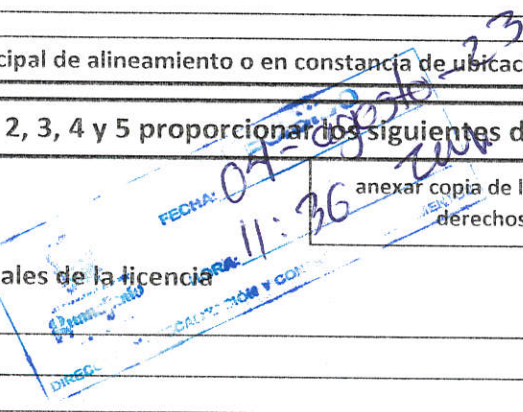 cipal de alineamiento o en constancia de ubicac
2, 3, 4 y 5 proporcionar los siguientes d
FECHA: 04-agosto-23
HORA: 11:36
anexar copia de l
derechos
ales de la licencia